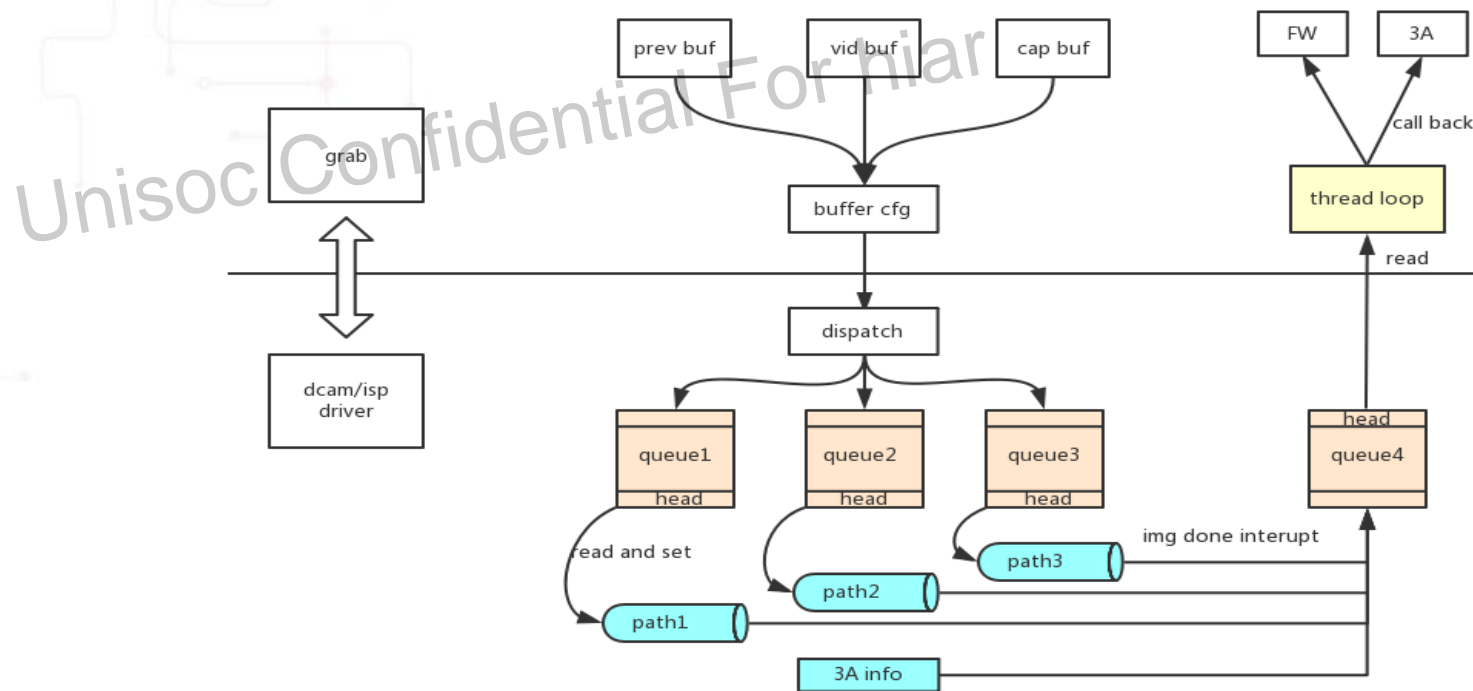 prev buf
vid buf
cap buf
FW
3A
Unisoc Confidential For hiar
grab
call back
buffer cfg
thread loop
read
dispatch
dcam/isp
driver
head
queue1
queue2
queue3
queue4
head
head
head
read and set
img done interupt
path3
path2
path1
3A info